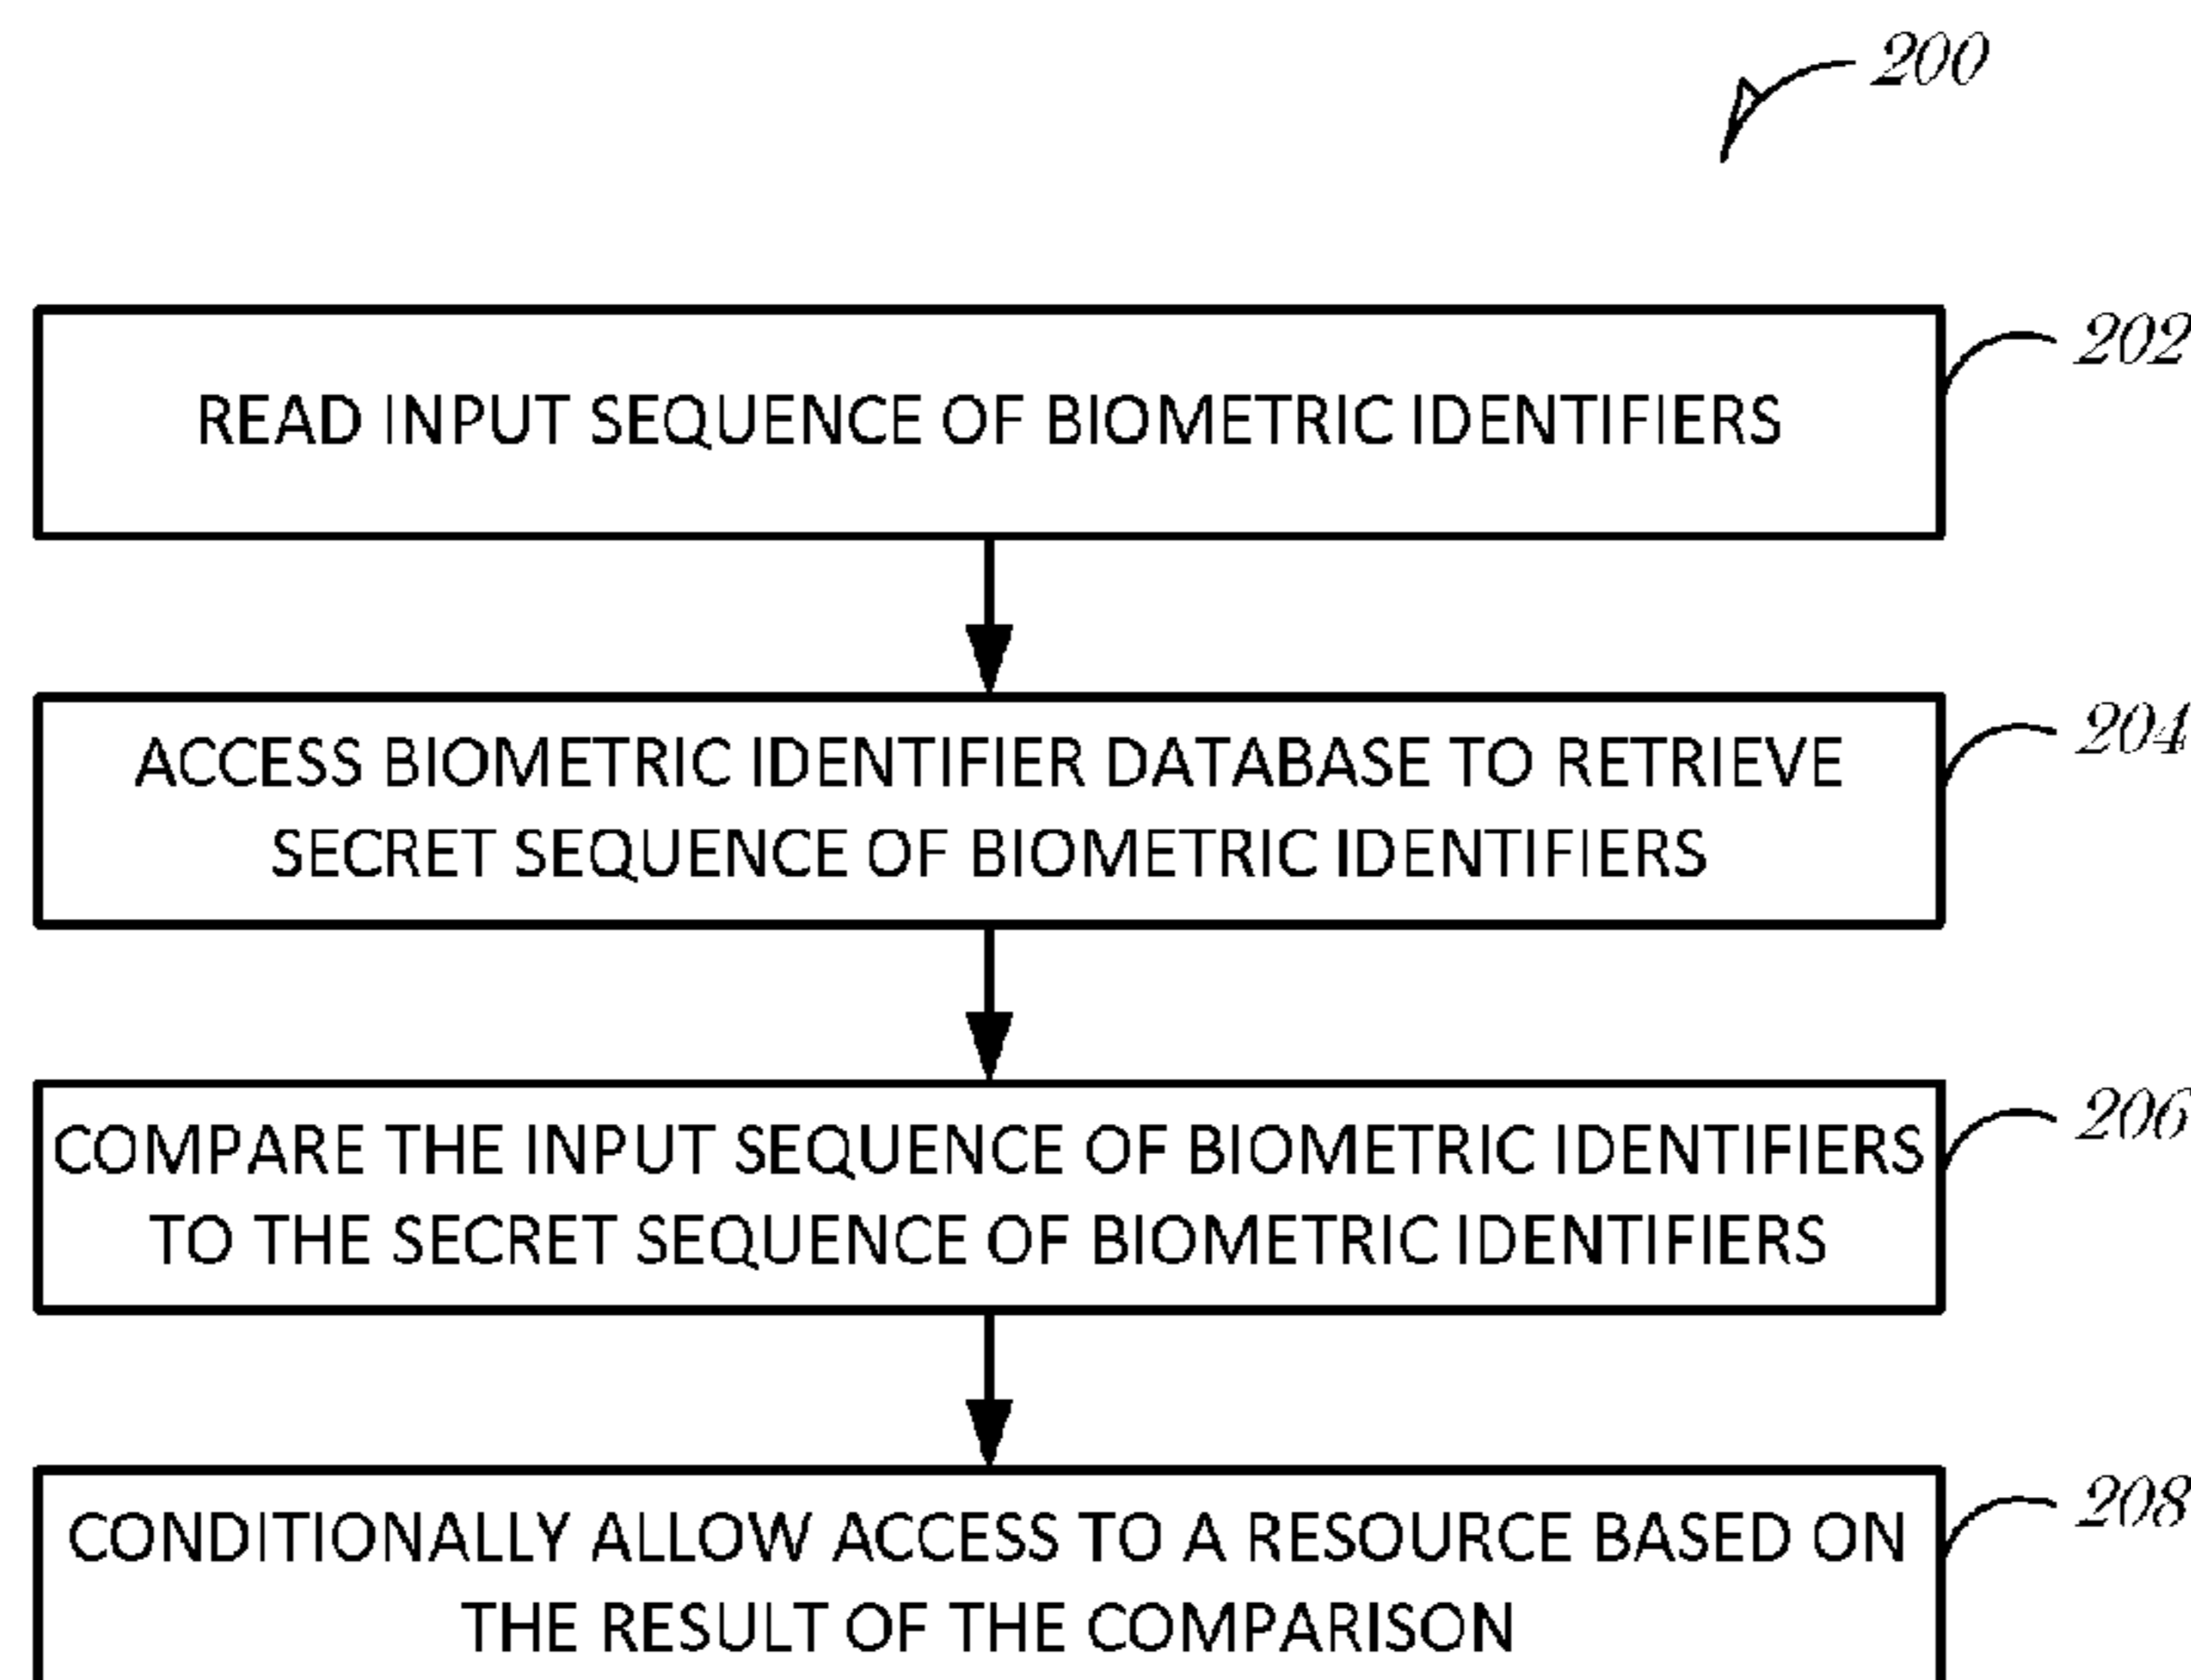 200
202
READ INPUT SEQUENCE OF BIOMETRIC IDENTIFIERS
204
ACCESS BIOMETRIC IDENTIFIER DATABASE TO RETRIEVE
SECRET SEQUENCE OF BIOMETRIC IDENTIFIERS
206
COMPARE THE INPUT SEQUENCE OF BIOMETRIC IDENTIFIERS
TO THE SECRET SEQUENCE OF BIOMETRIC IDENTIFIERS
208
CONDITIONALLY ALLOW ACCESS TO A RESOURCE BASED ON
THE RESULT OF THE COMPARISON